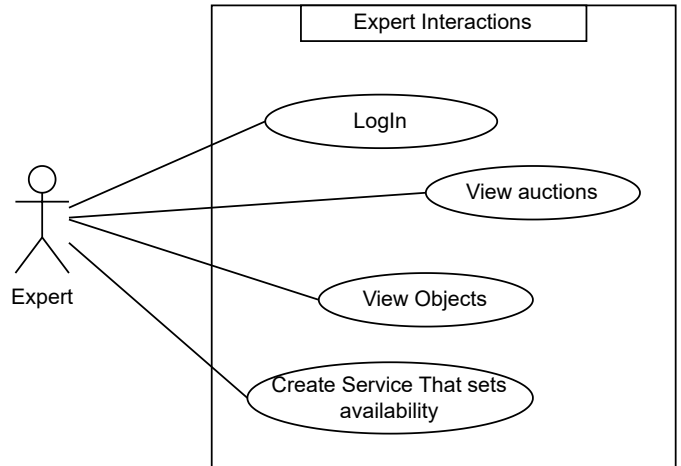 Expert Interactions
LogIn
View auctions
Expert
View Objects
Create Service That sets
availability